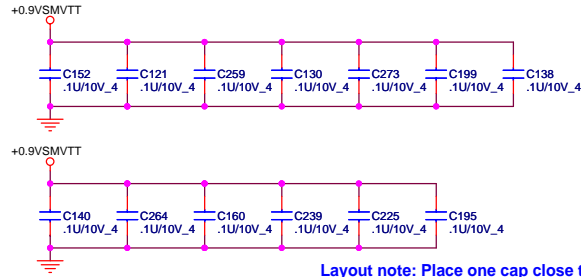 +0.9VSMVTT
C152 C121 C259 C130 C273 C199 C138
.1U/10V_4 .1U/10V_4 .1U/10V_4 .1U/10V_4 .1U/10V_4 .1U/10V_4 .1U/10V_4
+0.9VSMVTT
C140 C264 C160 C239 C225 C195
.1U/10V_4 .1U/10V_4 .1U/10V_4 .1U/10V_4 .1U/10V_4 .1U/10V_4
Layout note: Place one cap close